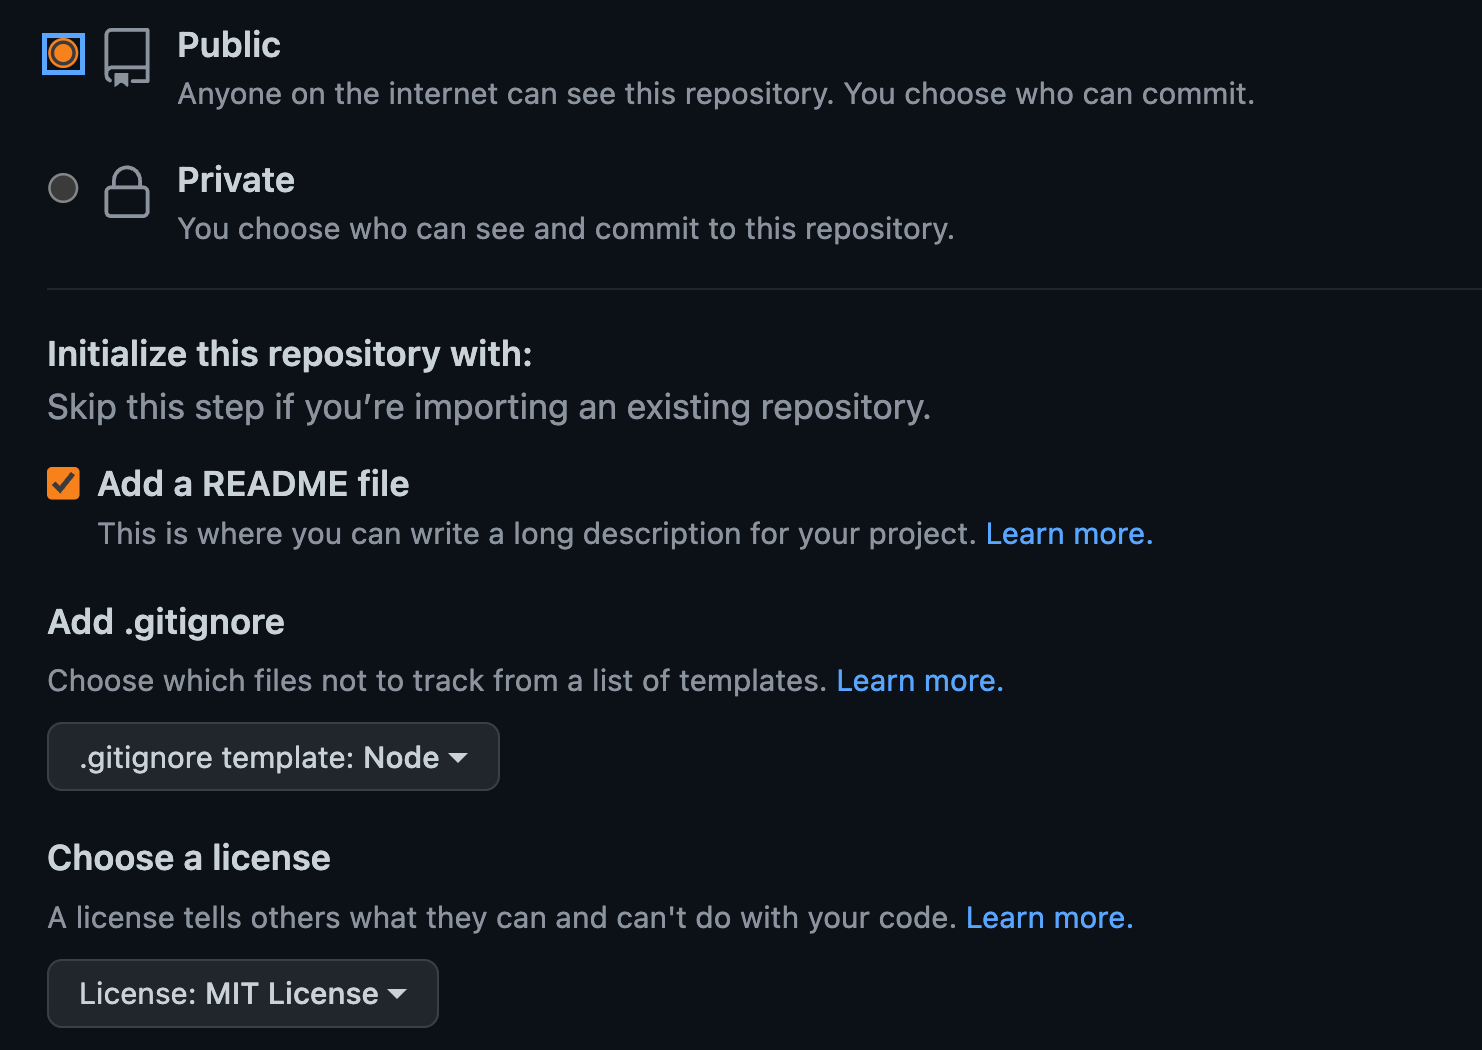 Public
Anyone on the internet can see this repository. You choose who can commit.
Private
You choose who can see and commit to this repository.
Initialize this repository with:
Skip this step if you’re importing an existing repository.
Add a README file
This is where you can write a long description for your project. Learn more.
Add .gitignore
Choose which files not to track from a list of templates. Learn more.
.gitignore template: Node
Choose a license
A license tells others what they can and can't do with your code. Learn more.
License: MIT License